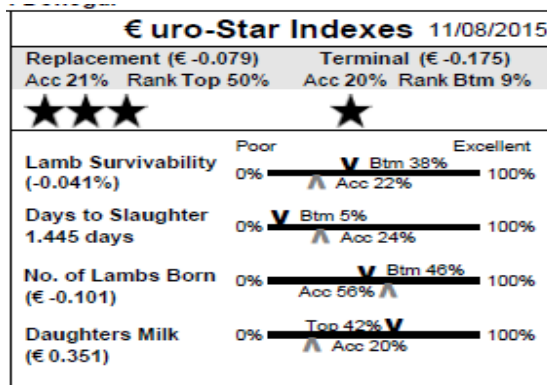 € uro-Star Indexes 11/08/2015
Replacement (€ -0.079) Terminal (€ -0.175)
Acc 21% Rank Top 50% Acc 20% Rank Btm 9%
Poor Excellent
Lamb Survivability (-0.041%) 0% Btm 38% Acc 22% 100%
Days to Slaughter 1.445 days 0% Btm 5% Acc 24% 100%
No. of Lambs Born (€ -0.101) 0% Btm 46% Acc 56% 100%
Daughters Milk (€ 0.351) 0% Top 42% Acc 20% 100%